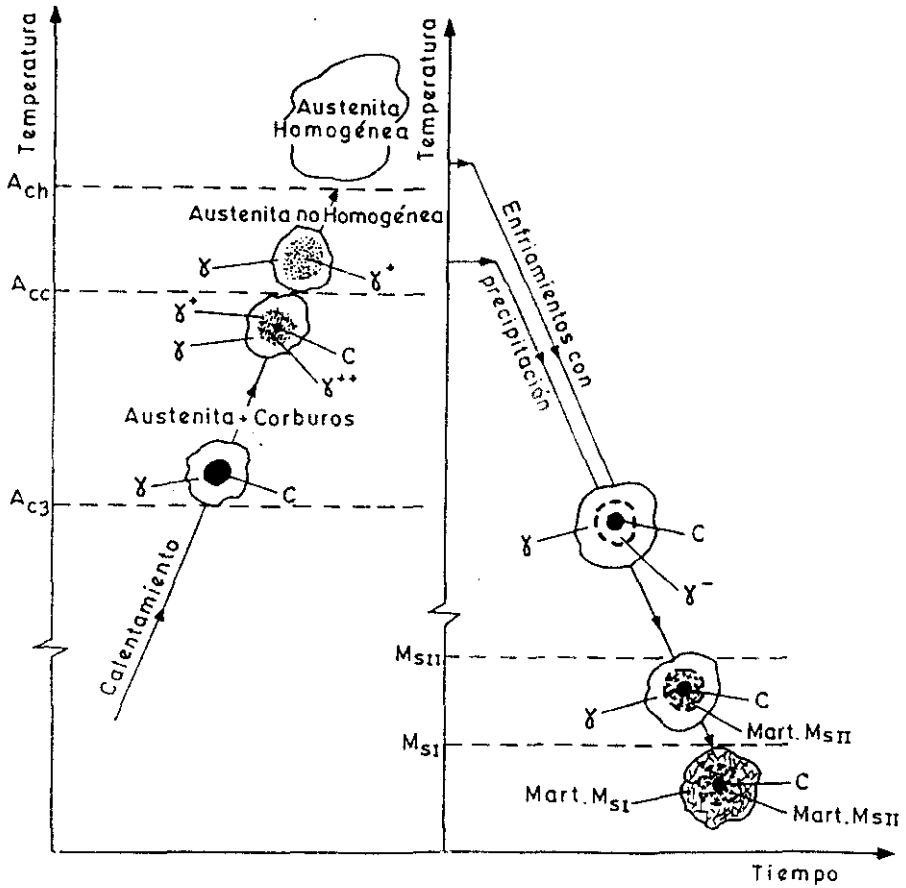 Temperatura
Austenita
Homogénea
A_ch
Austenita no Homogénea
γ
γ⁺
A_cc
γ⁺
γ
C
γ⁺⁺
Austenita + Corburos
γ
C
A_c3
Calentamiento
Temperatura
Enfriamientos con
precipitación
γ
C
γ⁻
M_SII
γ
C
Mart. M_SII
M_SI
Mart. M_SI
C
Mart. M_SII
Tiempo